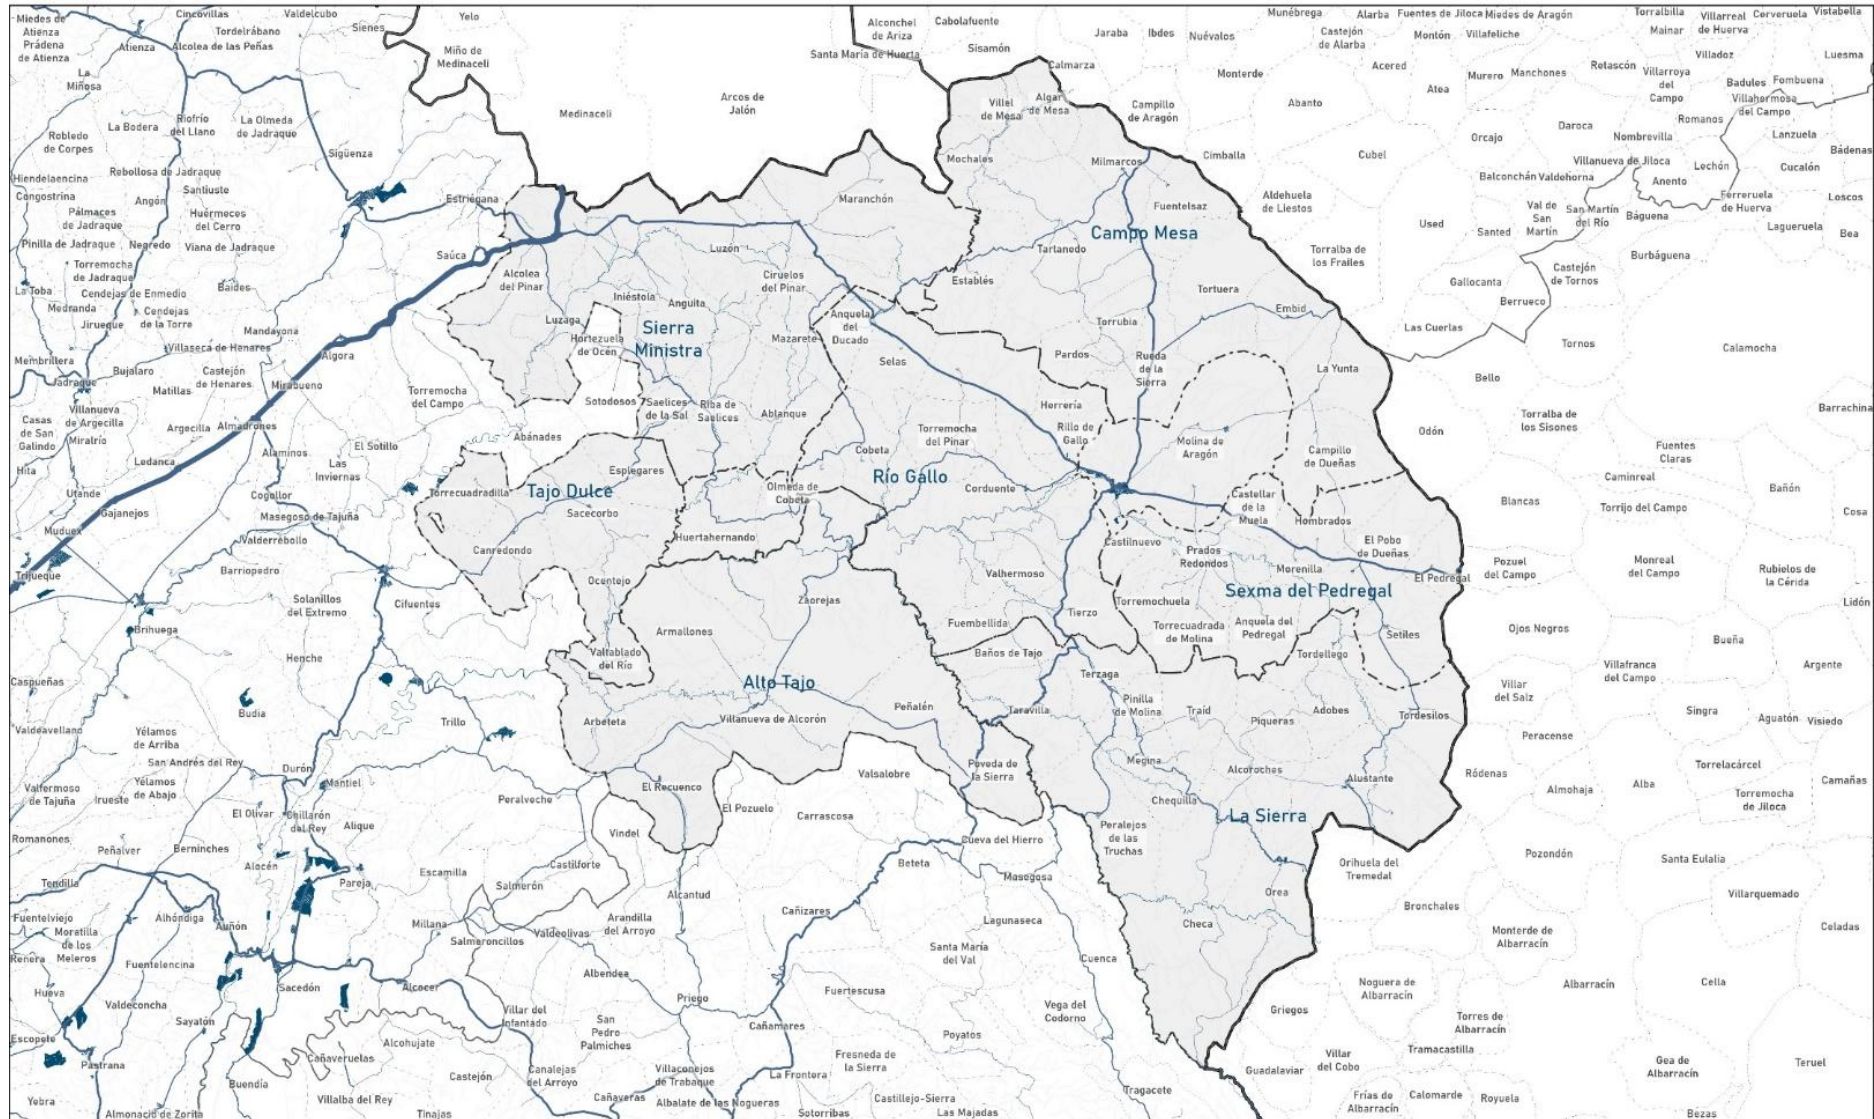 Miedes de
Atienza
Prádena
de Atienza
Cincovillas
Valdelcubo
Atienza
Tordelrábano
Alcolea de las Peñas
Sienes
Yelo
Miño de
Medinaceli
Alconchel
de Ariza
Cabolafuente
Santa María de Huerta
Sisamón
Calmarza
Jaraba
Ibdes
Nuévalos
Munébrega
Alarba
Castejón
de Alarba
Fuentes de Jiloca
Miedes de Aragón
Montón
Villafeliche
Torralbilla
Mainar
Villarreal
de Huerva
Cerveruela
Vistabella
Villadoz
Luesma
La
Miñosa
Medinaceli
Arcos de
Jalón
Villel
de Mesa
Algar
de Mesa
Campillo
de Aragón
Monterde
Abanto
Acered
Atea
Murero
Manchones
Retascón
Villarroya
del
Campo
Badules
Fombuena
Villahermosa
del Campo
Romanos
Lanzuela
Robledo
de Corpes
La Bodera
Riofrío
del Llano
La Olmeda
de Jadraque
Sigüenza
Orcajo
Daroca
Nombrevilla
Bádenas
Hiendelaencina
Congostrina
Rebollosa de Jadraque
Santiuste
Angón
Pálmaces
de Jadraque
Huérmeces
del Cerro
Estriégana
Maranchón
Mochales
Milmarcos
Cimballa
Cubel
Villanueva de Jiloca
Balconchán
Valdehorna
Lechón
Anento
Cucalón
Ferreruela
de Huerva
Loscos
Fuentelsaz
Aldehuela
de Liestos
Used
Santed
Val de
San
Martín
San Martín
del Río
Báguena
Lagueruela
Bea
Burbáguena
Pinilla de Jadraque
Negredo
Viana de Jadraque
Torremocha
de Jadraque
Saúca
Luzón
Campo Mesa
Tartanedo
Torralba de
los Frailes
La Toba
Medranda
Cendejas de Enmedio
Cendejas
de la Torre
Jirueque
Baides
Alcolea
del Pinar
Ciruelos
del Pinar
Establés
Tortuera
Embid
Gallocanta
Castejón
de Tornos
Berrueco
Iniéstola
Anguita
Luzaga
Mandayona
Sierra
Ministra
Anquela
del
Ducado
Mazarete
Hortezuela
de Océn
Torrubia
Las Cuerlas
Tornos
Calamocha
Membrillera
Villaseca de Henares
Algora
Bujalaro
Castejón
de Henares
Jadraque
Matillas
Mirabueno
Selas
Pardos
Rueda
de la
Sierra
La Yunta
Bello
Villanueva
de Argecilla
Casas
de San
Galindo
Miralrío
Argecilla
Almadrones
Torremocha
del Campo
Sotodosos
Saelices
de la Sal
Riba de
Saelices
Ablanque
Herrería
Torralba de
los Sisones
Barrachina
Abánades
Torremocha
del Pinar
Rillo de
Gallo
Molina de
Aragón
Campillo
de Dueñas
Odón
Fuentes
Claras
Hita
Ledanca
Alaminos
El Sotillo
Las
Inviernas
Esplegares
Cobeta
Río Gallo
Caminreal
Utande
Gajanejos
Cogollor
Torrecuadradilla
Tajo Dulce
Sacecorbo
Olmeda de
Cobeta
Corduente
Castellar
de la
Muela
Hombrados
Blancas
Torrijo del Campo
Bañón
Cosa
Muduex
Masegoso de Tajuña
Valderrebollo
Canredondo
Huertahernando
Castilnuevo
Prados
Redondos
Morenilla
El Pobo
de Dueñas
Pozuel
del Campo
Monreal
del Campo
Rubielos de
la Cérida
Trijueque
Barriopedro
Ocentejo
Valhermoso
El Pedregal
Sexma del Pedregal
Solanillos
del Extremo
Cifuentes
Zaorejas
Tierzo
Torremochuela
Lidón
Brihuega
Armallones
Fuembellida
Torrecuadrada
de Molina
Anquela del
Pedregal
Setiles
Ojos Negros
Bueña
Henche
Valtablado
del Río
Baños de Tajo
Tordellego
Villafranca
del Campo
Argente
Caspueñas
Alto Tajo
Terzaga
Villar
del Salz
Budia
Trillo
Arbeteta
Villanueva de Alcorón
Peñalén
Taravilla
Pinilla
de Molina
Traíd
Piqueras
Adobes
Tordesilos
Singra
Aguatón
Visiedo
Valdeavellano
Yélamos
de Arriba
San Andrés del Rey
Durón
Megina
Peracense
Valfermoso
de Tajuña
Irueste
Yélamos
de Abajo
Mantiel
El Recuenco
Valsalobre
Poveda de
la Sierra
Alcoroches
Alustante
Ródenas
Almohaja
Alba
Torrelacárcel
Torremocha
de Jiloca
Camañas
El Olivar
Chillarón
del Rey
Alique
Peralveche
El Pozuelo
Carrascosa
Chequilla
La Sierra
Romanones
Peñalver
Berninches
Vindel
Cueva del Hierro
Peralejos
de las
Truchas
Pozondón
Santa Eulalia
Tendilla
Alocén
Pareja
Escamilla
Castilforte
Salmerón
Beteta
Masegosa
Orihuela del
Tremedal
Orea
Villarquemado
Alcantud
Cañizares
Bronchales
Fuentelviejo
Moratilla
de los
Meleros
Alhóndiga
Auñón
Millana
Salmeroncillos
Valdeolivas
Arandilla
del Arroyo
Lagunaseca
Checa
Monterde de
Albarracín
Celadas
Renera
Fuentelencina
Albendea
Santa María
del Val
Cuenca
Hueva
Valdeconcha
Sacedón
Alcocer
Priego
Fuertescusa
Noguera de
Albarracín
Albarracín
Cella
Sayatón
Villar del
Infantado
San
Pedro
Palmiches
Cañamares
Vega del
Codorno
Griegos
Torres de
Albarracín
Escopete
Alcohujate
Poyatos
Pastrana
Cañaveruelas
Canalejas
del Arroyo
Villaconejos
de Trabaque
Fresneda de
la Sierra
Tramacastilla
Villar
del Cobo
Gea de
Albarracín
Teruel
Buendía
Castejón
La Frontera
Guadalaviar
Yebra
Almonacid de Zorita
Villalba del Rey
Tinajas
Cañaveras
Albalate de las Nogueras
Sotorribas
Castillejo-Sierra
Las Majadas
Tragacete
Frías de
Albarracín
Calomarde
Royuela
Bezas